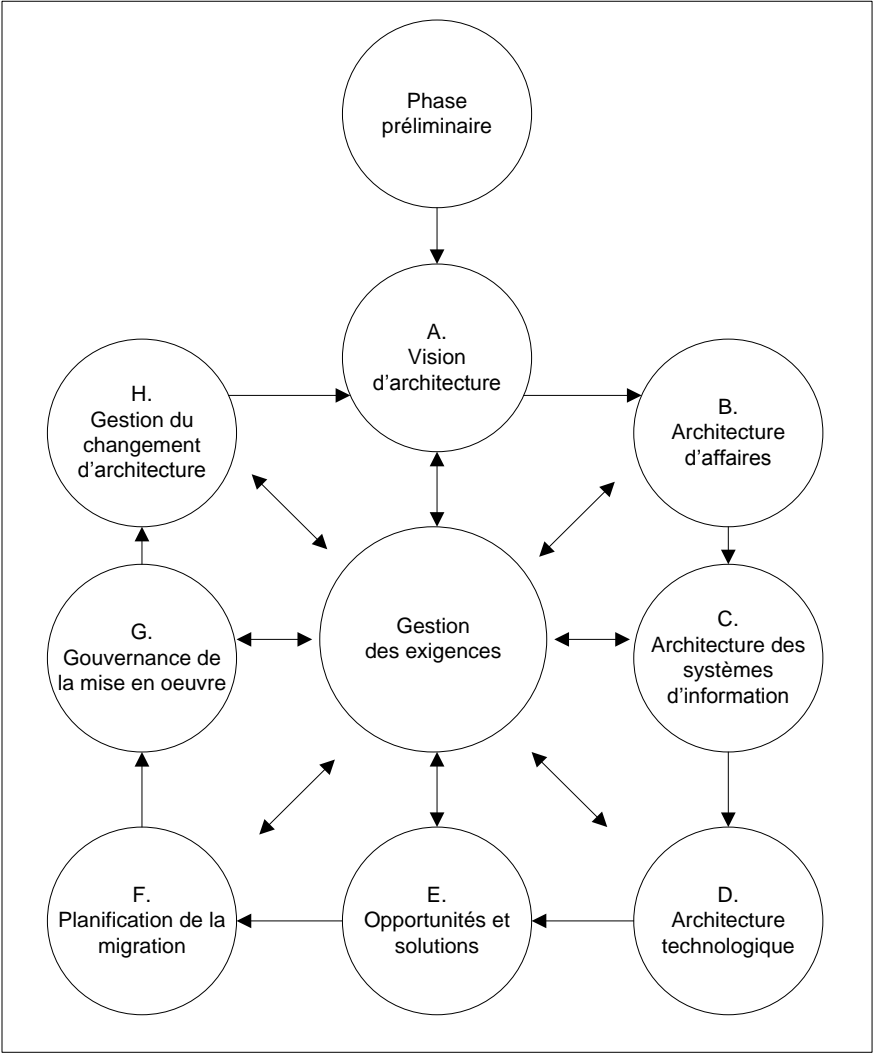 Phase
préliminaire
A.
Vision
d'architecture
H.
Gestion du
changement
d'architecture
B.
Architecture
d'affaires
G.
Gouvernance de
la mise en oeuvre
Gestion
des exigences
C.
Architecture des
systèmes
d'information
F.
Planification de la
migration
E.
Opportunités et
solutions
D.
Architecture
technologique